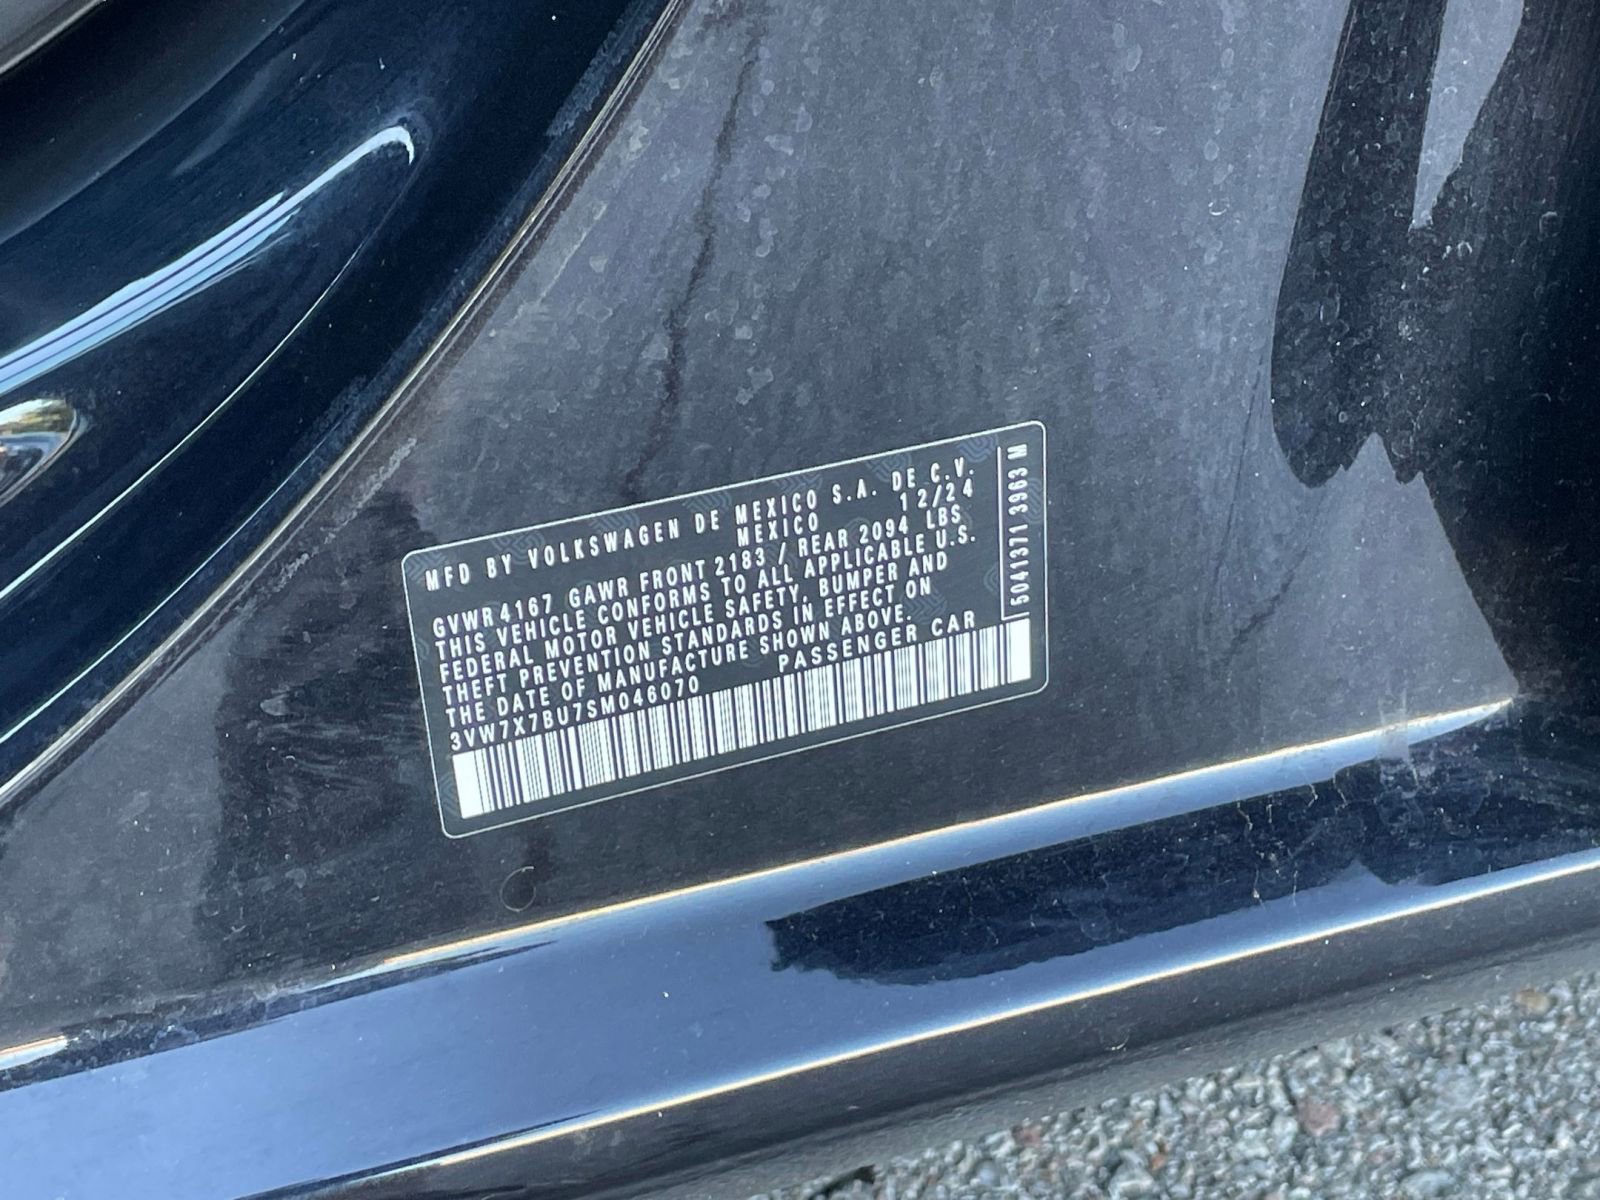 MFD BY VOLKSWAGEN DE MEXICO S.A. DE C.V.
MEXICO 12/24
GVWR 4167 GAWR FRONT 2183 / REAR 2094 LBS
THIS VEHICLE CONFORMS TO ALL APPLICABLE U.S.
FEDERAL MOTOR VEHICLE SAFETY, BUMPER AND
THEFT PREVENTION STANDARDS IN EFFECT ON
THE DATE OF MANUFACTURE SHOWN ABOVE.
3VW7X7BU7SM046070 PASSENGER CAR
5041371 3963 M